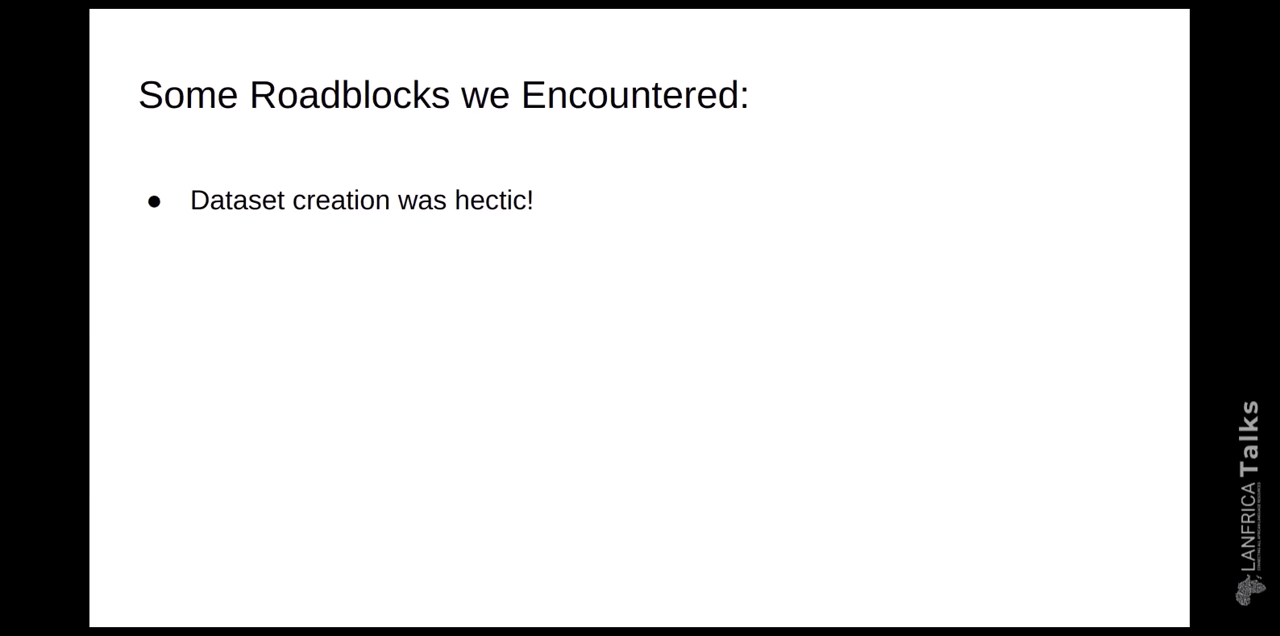 Some Roadblocks we Encountered:
● Dataset creation was hectic!
LANFRICA Talks